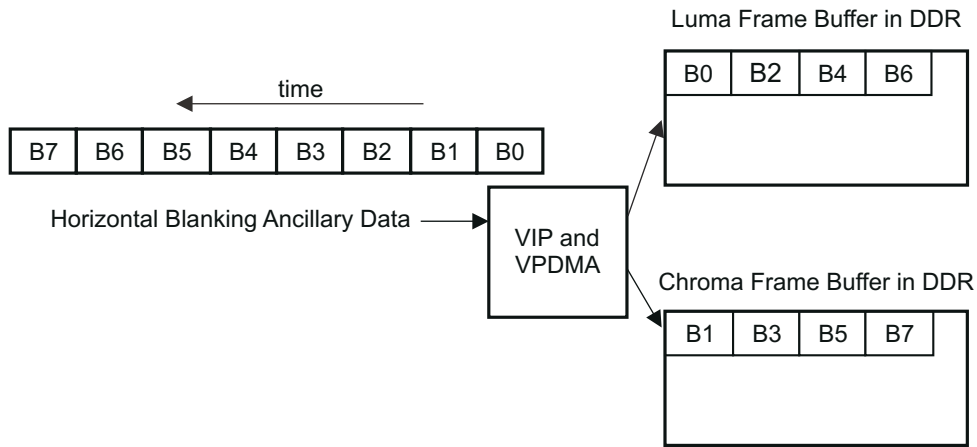 Luma Frame Buffer in DDR
B0 B2 B4 B6
time
B7 B6 B5 B4 B3 B2 B1 B0
Horizontal Blanking Ancillary Data
VIP and
VPDMA
Chroma Frame Buffer in DDR
B1 B3 B5 B7